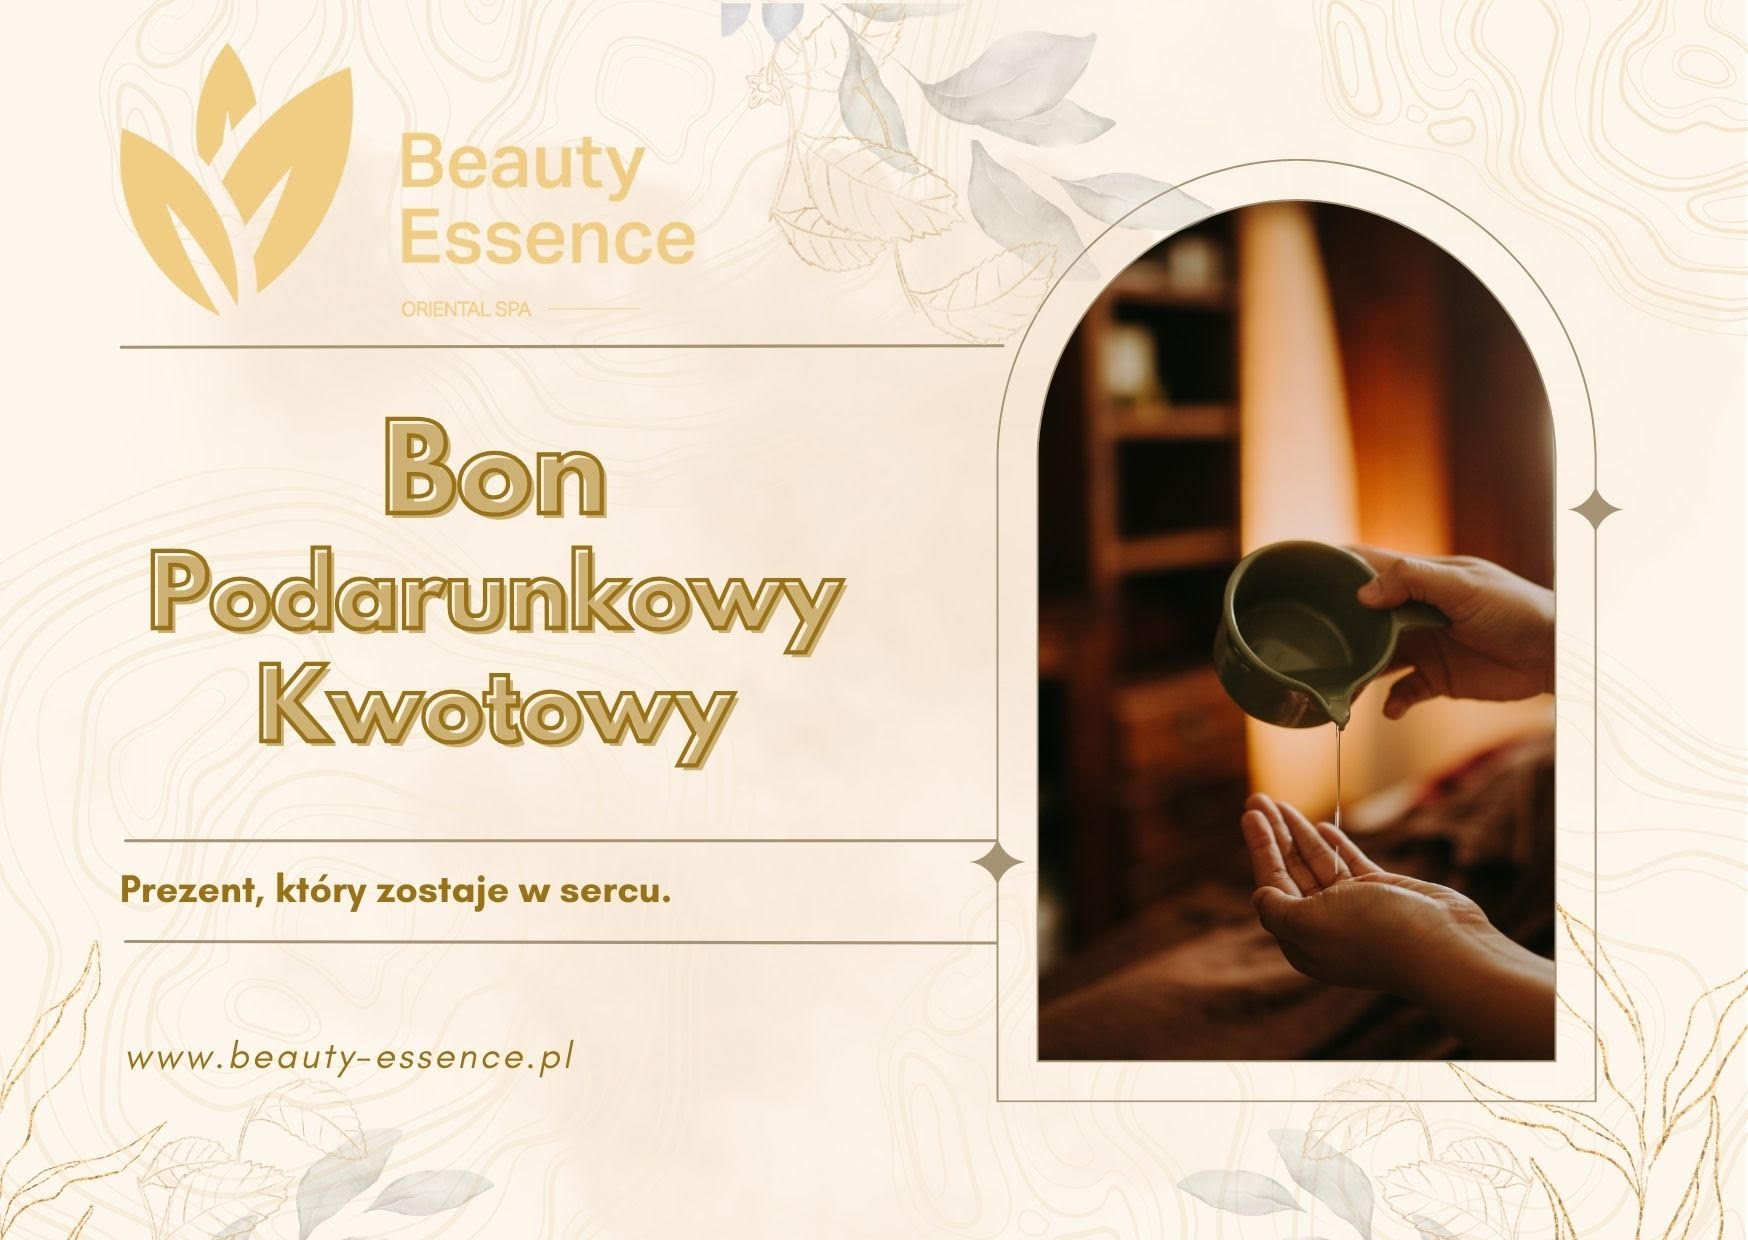 Beauty
Essence
ORIENTAL SPA
Bon
Podarunkowy
Kwotowy
Prezent, który zostaje w sercu.
www.beauty-essence.pl